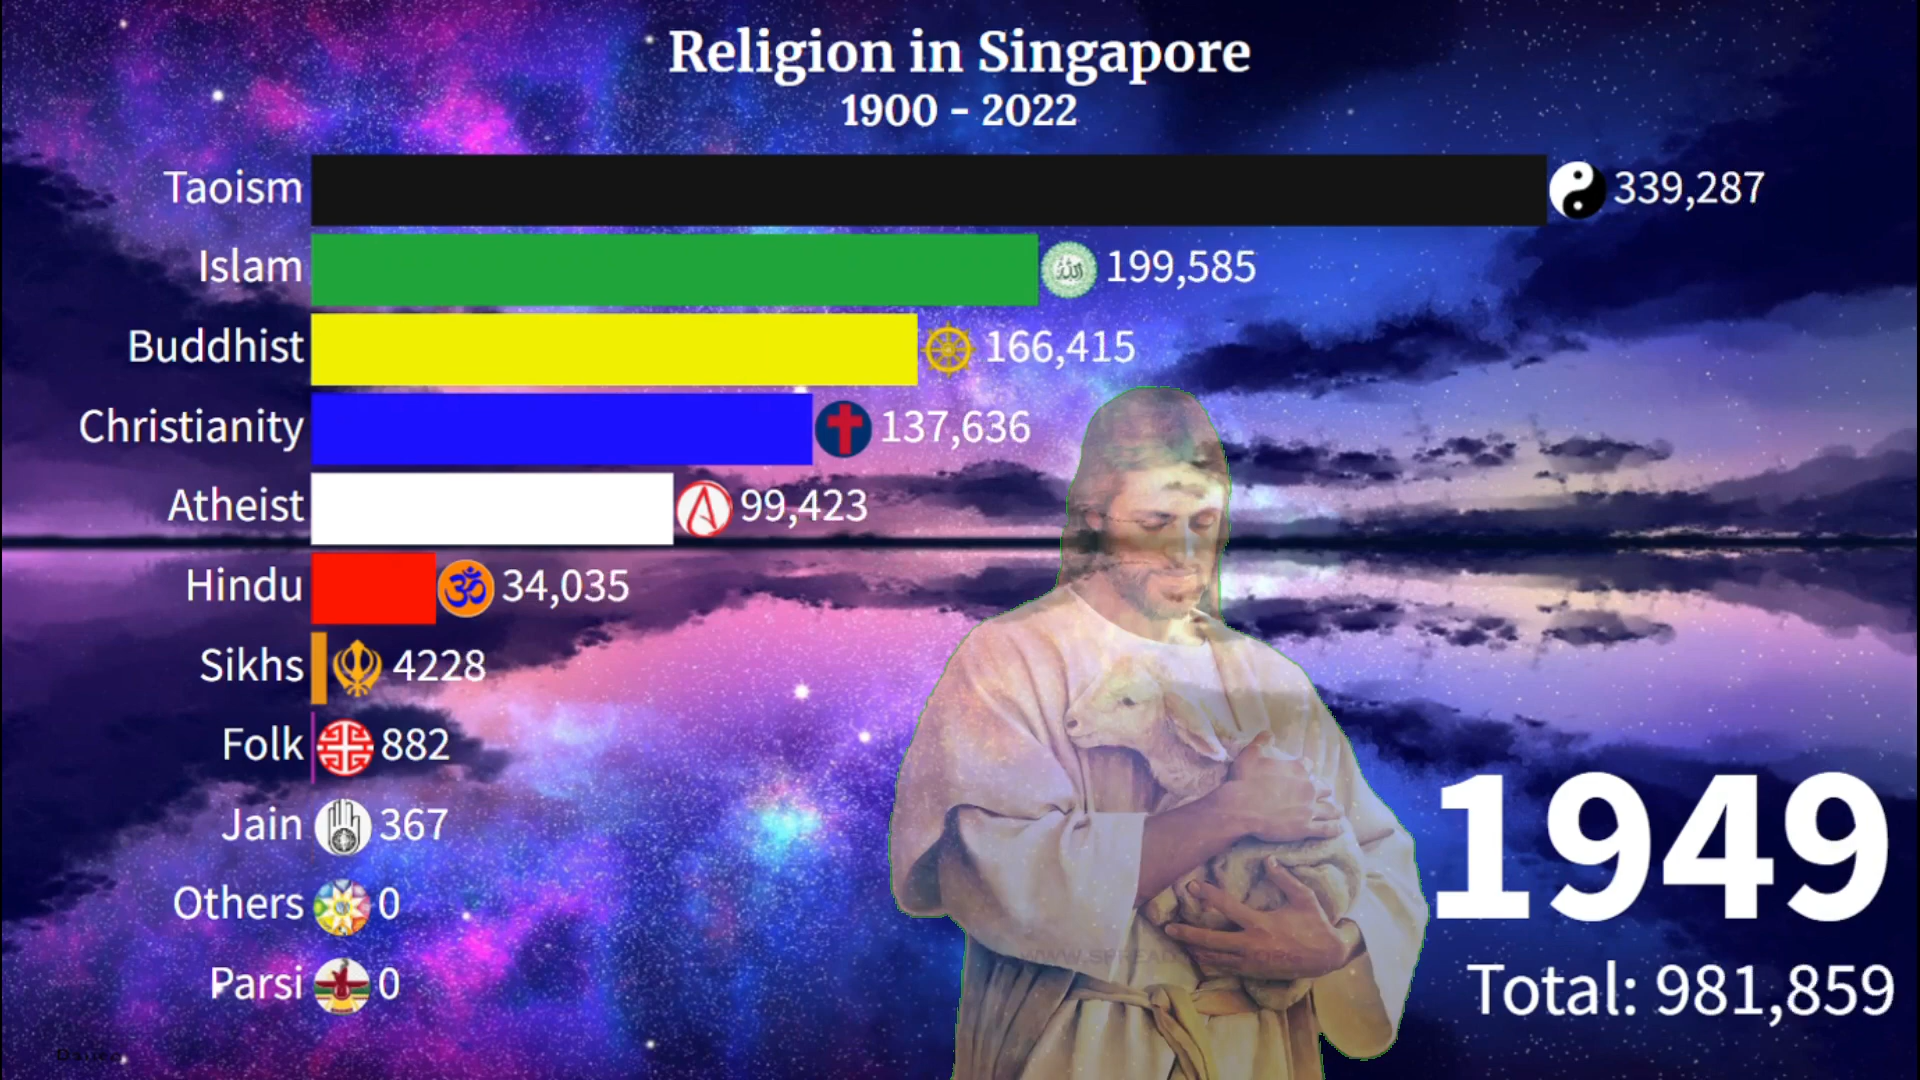 Religion in Singapore
1900 - 2022
Taoism 339,287
Islam الله 199,585
Buddhist 166,415
Christianity 137,636
Atheist 99,423
Hindu ॐ 34,035
Sikhs 4228
Folk 882
Jain 367
Others 0
Parsi 0
1949
Total: 981,859